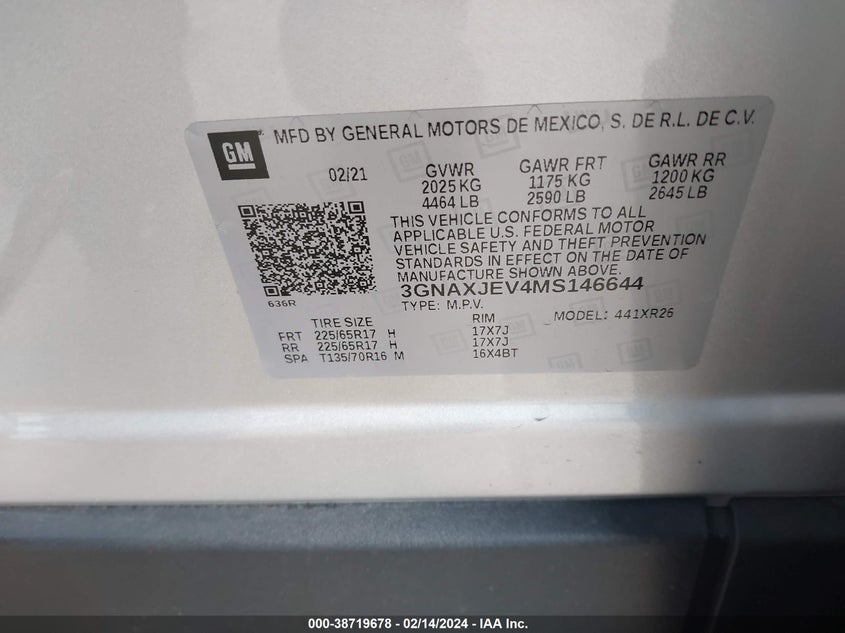 GM
MFD BY GENERAL MOTORS DE MEXICO, S. DE R.L. DE C.V.
02/21 GVWR GAWR FRT GAWR RR
2025 KG 1175 KG 1200 KG
4464 LB 2590 LB 2645 LB
THIS VEHICLE CONFORMS TO ALL
APPLICABLE U.S. FEDERAL MOTOR
VEHICLE SAFETY AND THEFT PREVENTION
STANDARDS IN EFFECT ON THE DATE OF
MANUFACTURE SHOWN ABOVE.
3GNAXJEV4MS146644
636R
TYPE: M.P.V. MODEL: 441XR26
TIRE SIZE RIM
FRT 225/65R17 H 17X7J
RR 225/65R17 H 17X7J
SPA T135/70R16 M 16X4BT
000-38719678 - 02/14/2024 - IAA Inc.